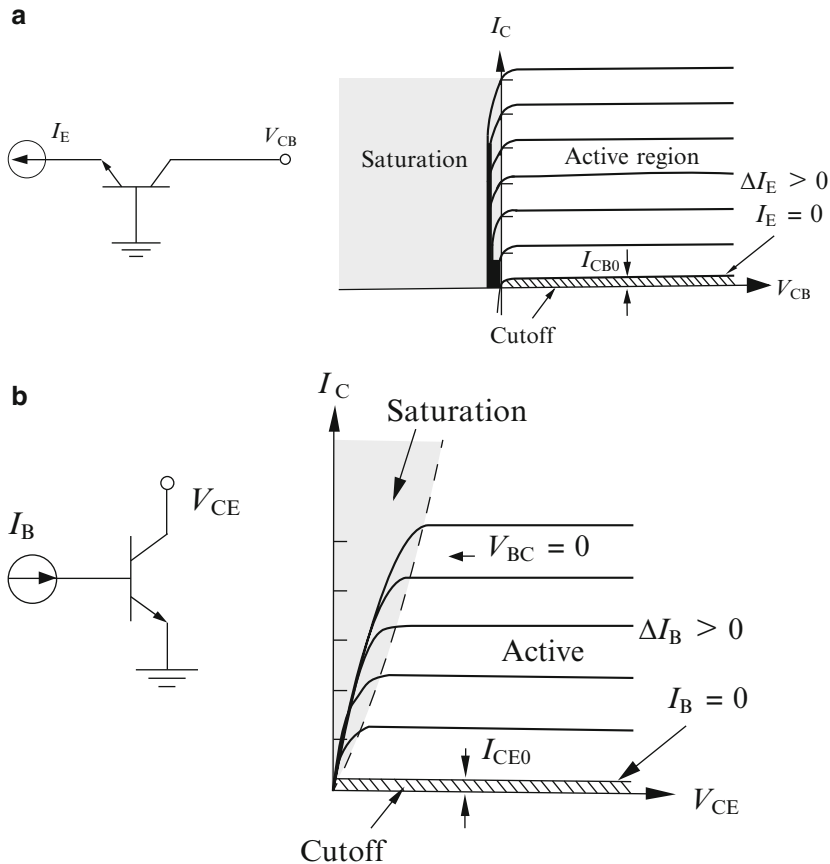 a
I_C
I_E
V_CB
Saturation
Active region
ΔI_E > 0
I_E = 0
I_CB0
V_CB
Cutoff
b
I_C
Saturation
V_CE
I_B
V_BC = 0
ΔI_B > 0
Active
I_B = 0
I_CE0
V_CE
Cutoff